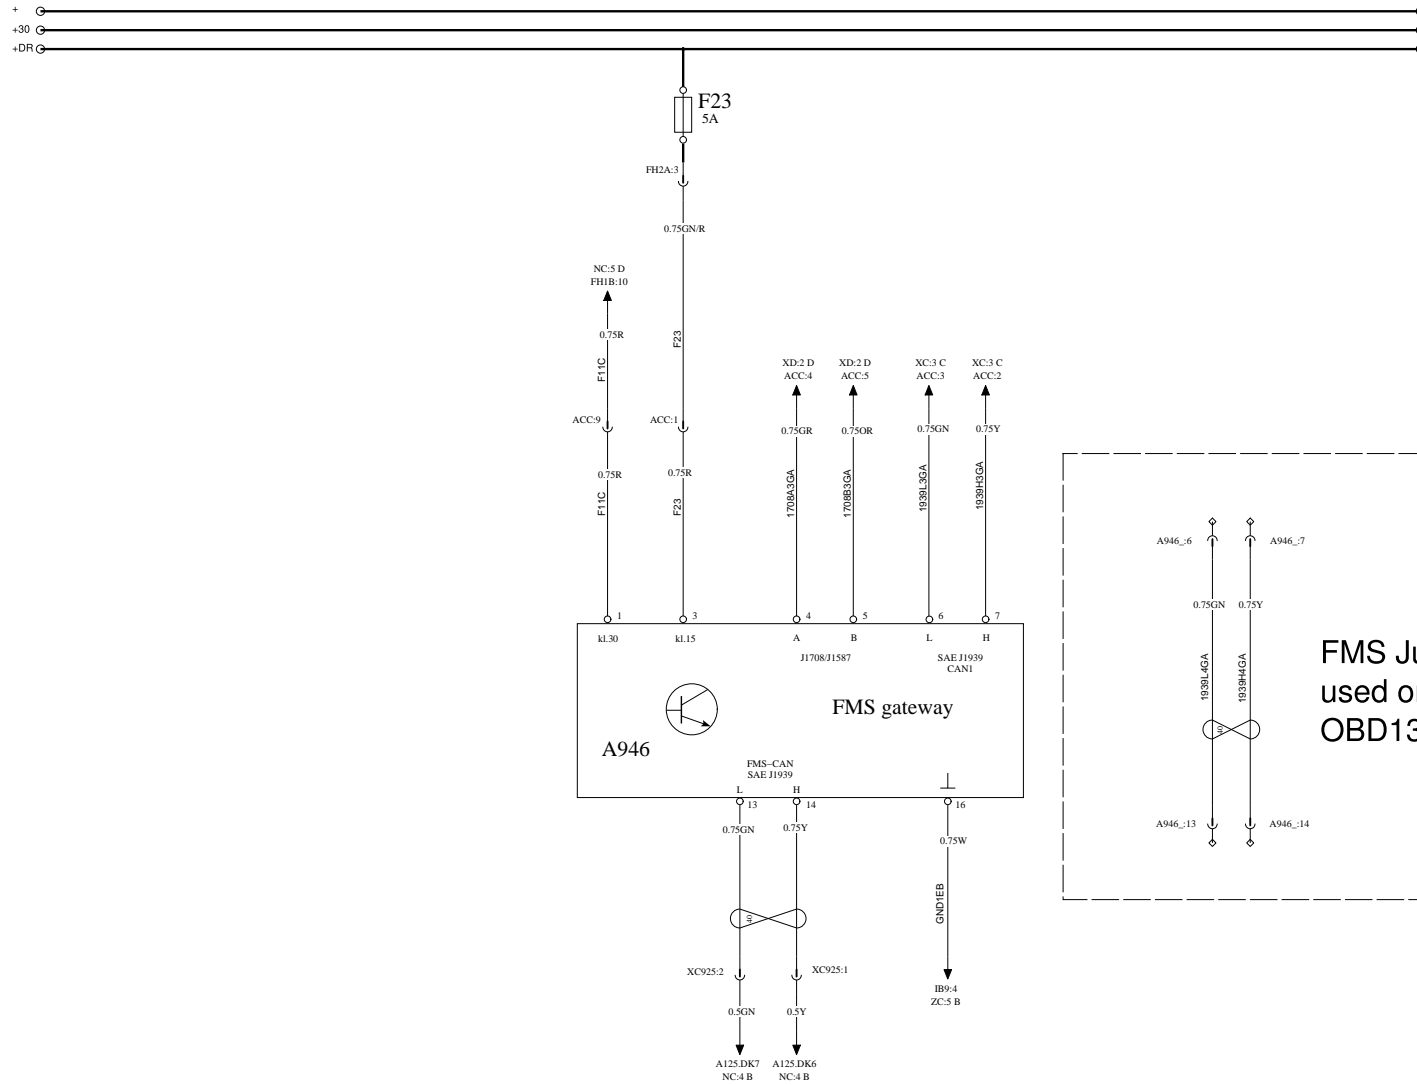 +
+30
+DR
F23
5A
FH2A:3
0.75GN/R
NC:5 D
FH1B:10
0.75R
F11C
F23
XD:2 D
ACC:4
XD:2 D
ACC:5
XC:3 C
ACC:3
XC:3 C
ACC:2
ACC:9
ACC:1
0.75GR
0.75OR
0.75GN
0.75Y
0.75R
0.75R
F11C
F23
1708A3GA
1708B3GA
1939L3GA
1939H3GA
1
3
4
5
6
7
kl.30
kl.15
A
B
L
H
J1708/J1587
SAE J1939
CAN1
FMS gateway
A946
FMS-CAN
SAE J1939
L
H
13
14
16
0.75GN
0.75Y
0.75W
GND1EB
40
XC925:2
XC925:1
IB9:4
ZC:5 B
0.5GN
0.5Y
A125.DK7
NC:4 B
A125.DK6
NC:4 B
A946_:6
A946_:7
0.75GN
0.75Y
1939L4GA
1939H4GA
40
A946_:13
A946_:14
FMS Ju
used o
OBD13